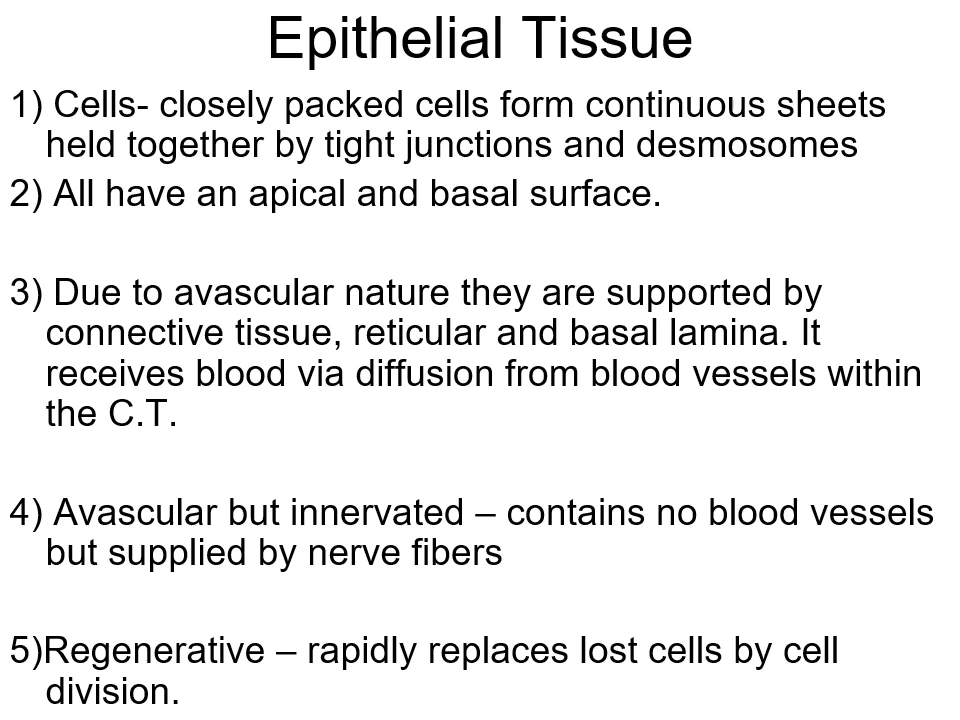 Epithelial Tissue
1) Cells- closely packed cells form continuous sheets
held together by tight junctions and desmosomes
2) All have an apical and basal surface.
3) Due to avascular nature they are supported by
connective tissue, reticular and basal lamina. It
receives blood via diffusion from blood vessels within
the C.T.
4) Avascular but innervated – contains no blood vessels
but supplied by nerve fibers
5)Regenerative – rapidly replaces lost cells by cell
division.